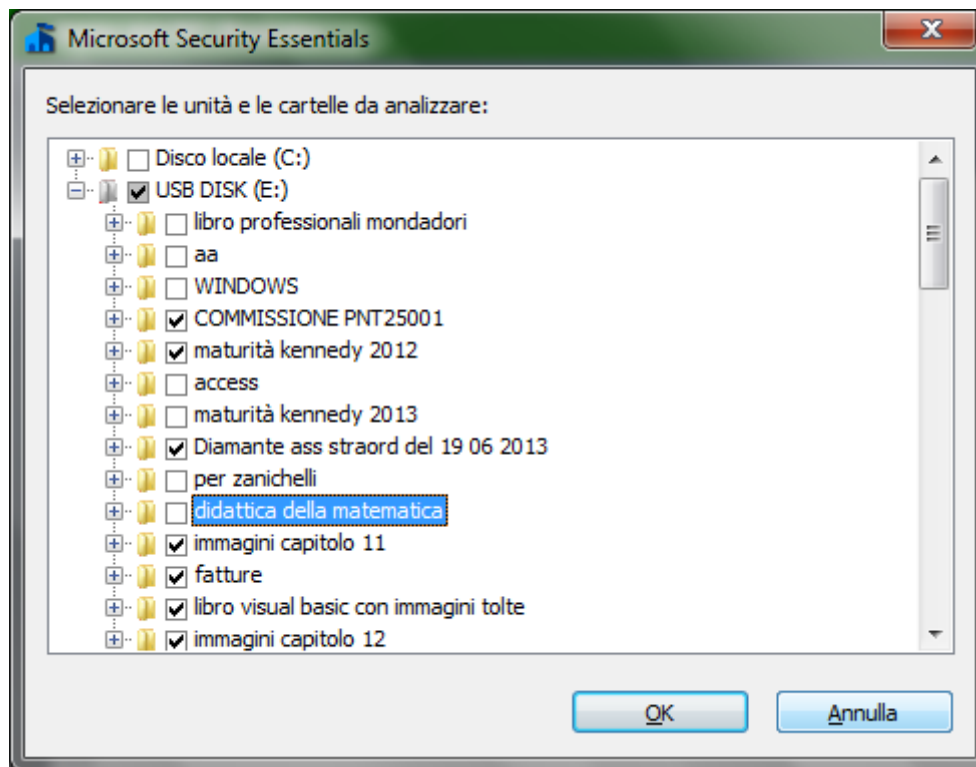 Microsoft Security Essentials
Selezionare le unità e le cartelle da analizzare:
Disco locale (C:)
USB DISK (E:)
libro professionali mondadori
aa
WINDOWS
COMMISSIONE PNT25001
maturità kennedy 2012
access
maturità kennedy 2013
Diamante ass straord del 19 06 2013
per zanichelli
didattica della matematica
immagini capitolo 11
fatture
libro visual basic con immagini tolte
immagini capitolo 12
OK
Annulla